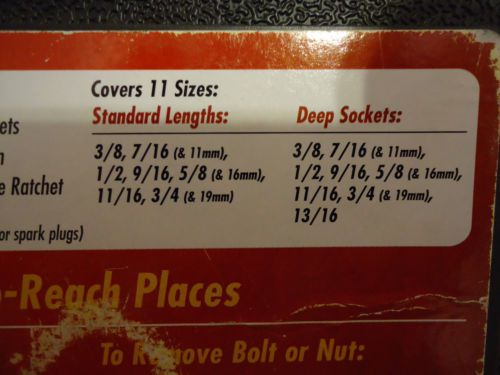 Covers 11 Sizes:
Standard Lengths: Deep Sockets:
ets
3/8, 7/16 (& 11mm), 3/8, 7/16 (& 11mm),
1/2, 9/16, 5/8 (& 16mm), 1/2, 9/16, 5/8 (& 16mm),
e Ratchet
11/16, 3/4 (& 19mm) 11/16, 3/4 (& 19mm)
13/16
or spark plugs)
-Reach Places
To Remove Bolt or Nut: